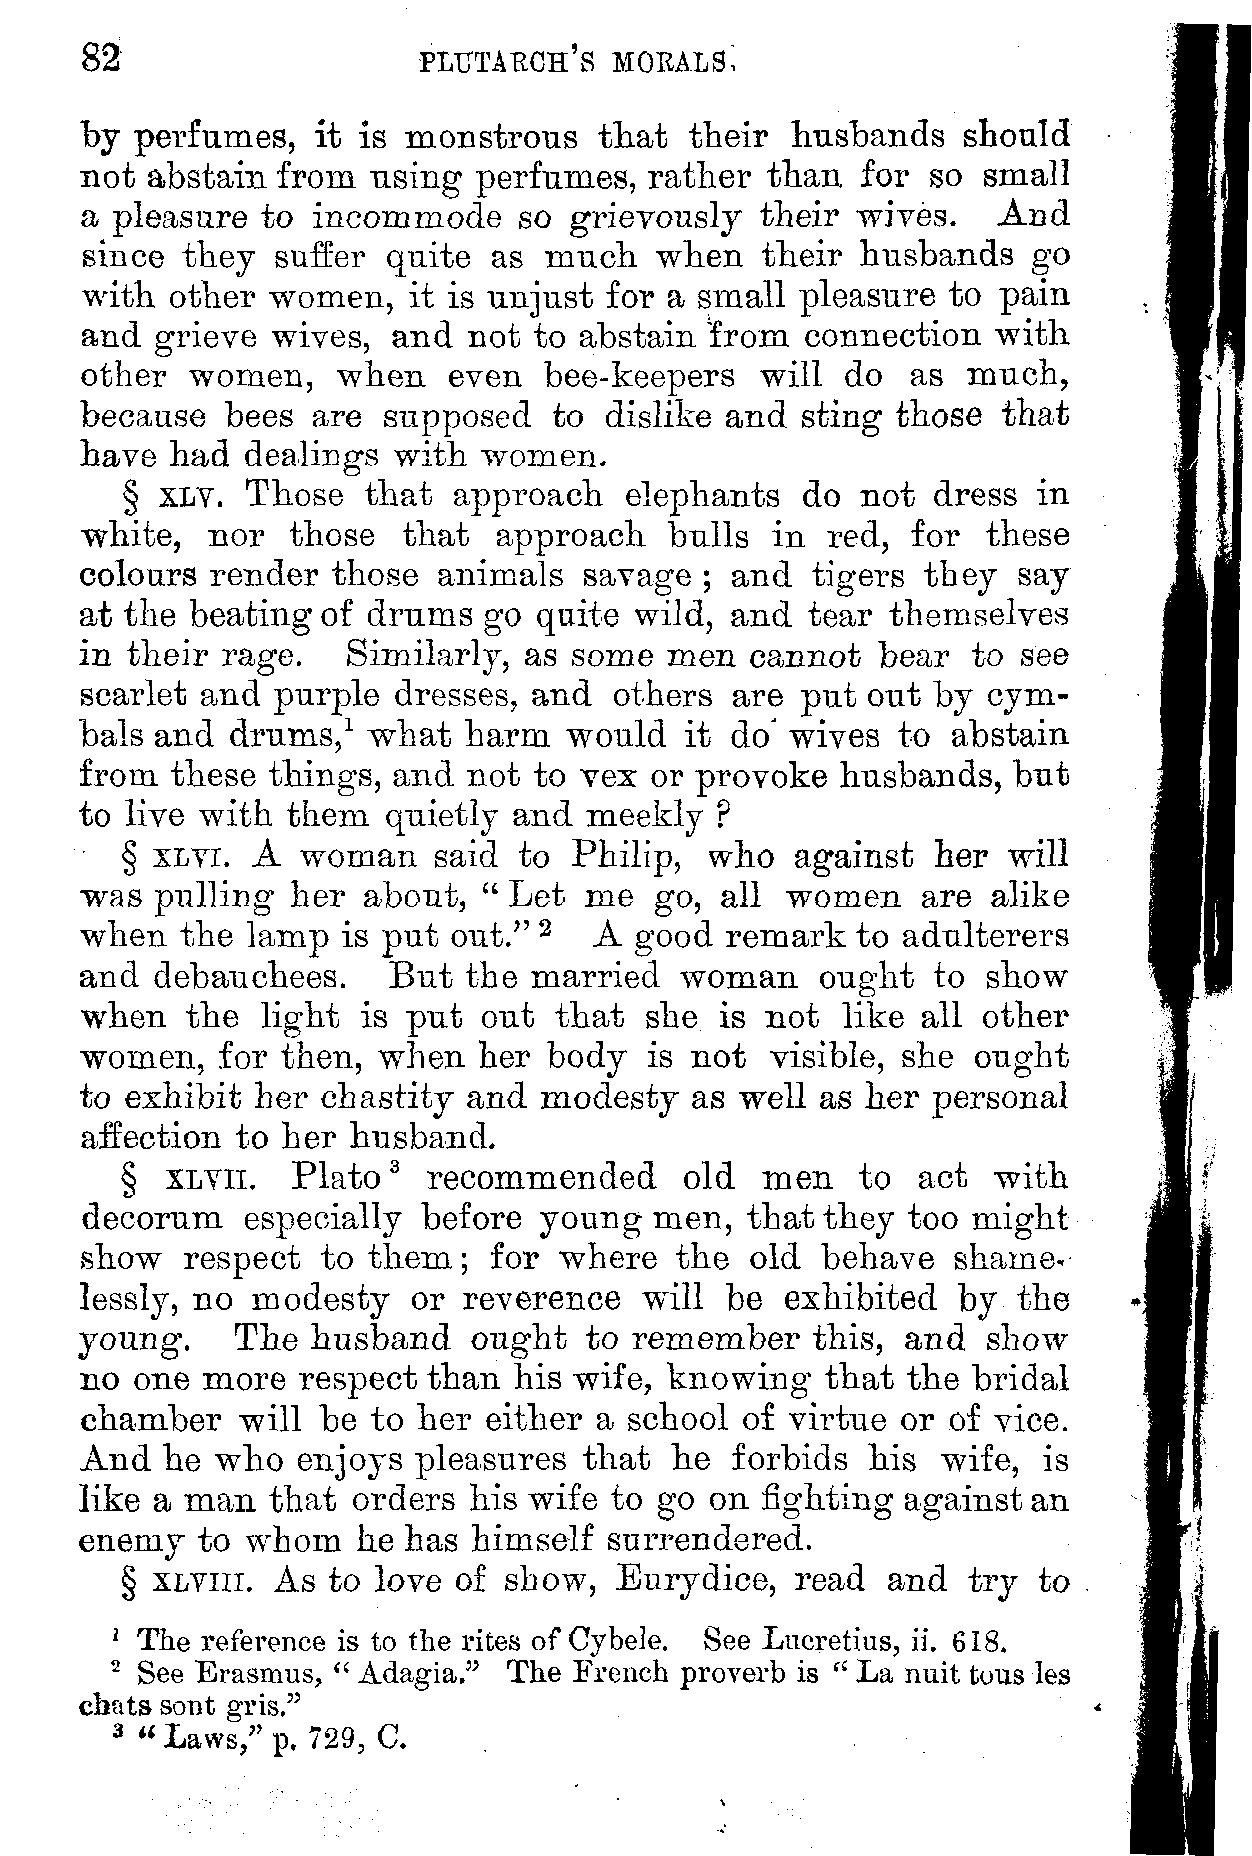 82 PLUTARCH'S MORALS.
by perfumes, it is monstrous that their husbands should
not abstain from using perfumes, rather than for so small
a pleasure to incommode so grievously their wives. And
since they suffer quite as much when their husbands go
with other women, it is unjust for a small pleasure to pain
and grieve wives, and not to abstain from connection with
other women, when even bee-keepers will do as much,
because bees are supposed to dislike and sting those that
have had dealings with women.
§ XLV. Those that approach elephants do not dress in
white, nor those that approach bulls in red, for these
colours render those animals savage; and tigers they say
at the beating of drums go quite wild, and tear themselves
in their rage. Similarly, as some men cannot bear to see
scarlet and purple dresses, and others are put out by cym-
bals and drums,¹ what harm would it do wives to abstain
from these things, and not to vex or provoke husbands, but
to live with them quietly and meekly?
§ XLVI. A woman said to Philip, who against her will
was pulling her about, "Let me go, all women are alike
when the lamp is put out."² A good remark to adulterers
and debauchees. But the married woman ought to show
when the light is put out that she is not like all other
women, for then, when her body is not visible, she ought
to exhibit her chastity and modesty as well as her personal
affection to her husband.
§ XLVII. Plato³ recommended old men to act with
decorum especially before young men, that they too might
show respect to them; for where the old behave shame-
lessly, no modesty or reverence will be exhibited by the
young. The husband ought to remember this, and show
no one more respect than his wife, knowing that the bridal
chamber will be to her either a school of virtue or of vice.
And he who enjoys pleasures that he forbids his wife, is
like a man that orders his wife to go on fighting against an
enemy to whom he has himself surrendered.
§ XLVIII. As to love of show, Eurydice, read and try to
¹ The reference is to the rites of Cybele. See Lucretius, ii. 618.
² See Erasmus, "Adagia." The French proverb is "La nuit tous les
chats sont gris."
³ "Laws," p. 729, C.